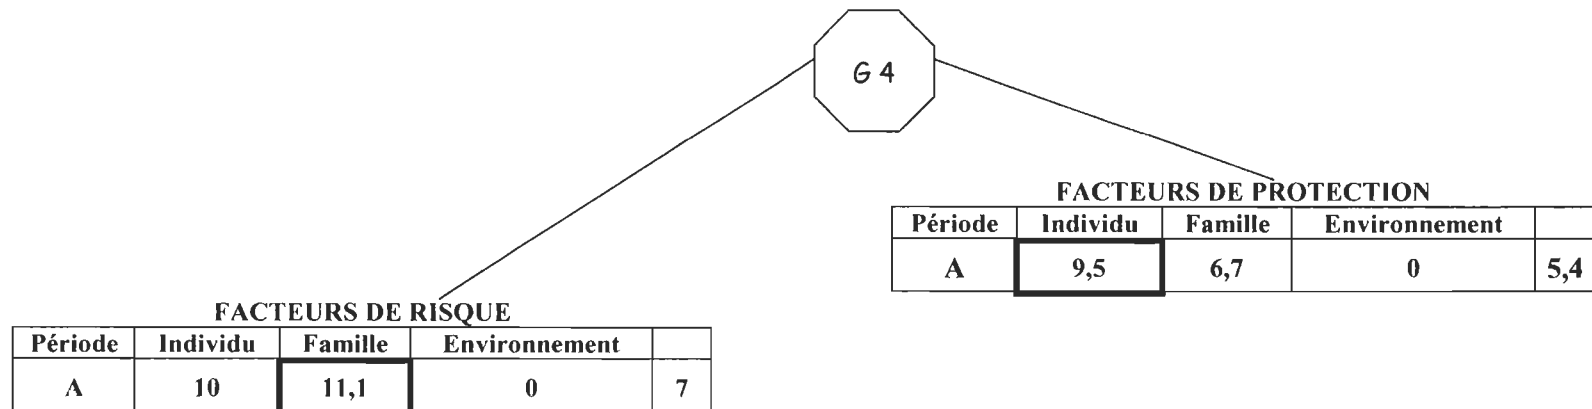 G 4
FACTEURS DE PROTECTION
Période Individu Famille Environnement
A 9,5 6,7 0 5,4
FACTEURS DE RISQUE
Période Individu Famille Environnement
A 10 11,1 0 7